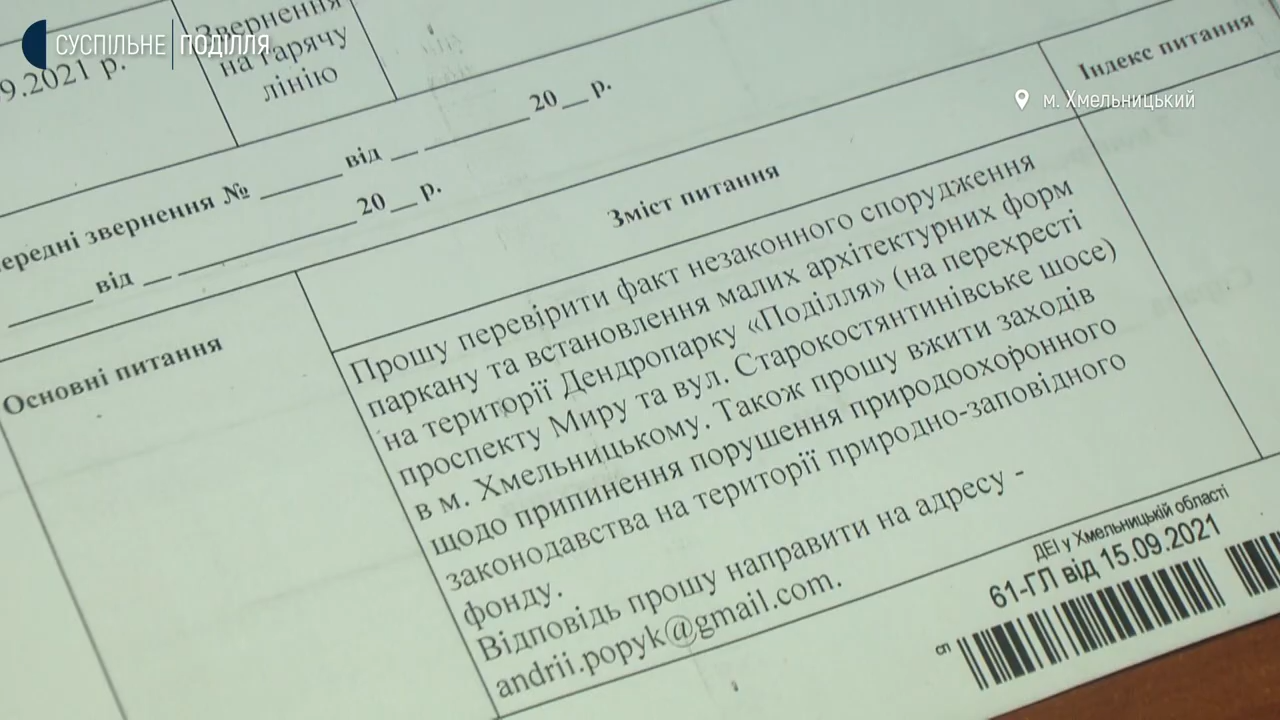 СУСПІЛЬНЕ ПОДІЛЛЯ
м. Хмельницький
9.2021 р.
Звернення
на гарячу
лінію
Індекс питання
ередні звернення № ______ від __ ________ 20__ р.
______ від __ ______________ 20__ р.
Основні питання
Зміст питання
Прошу перевірити факт незаконного спорудження
паркану та встановлення малих архітектурних форм
на території Дендропарку «Поділля» (на перехресті
проспекту Миру та вул. Старокостянтинівське шосе)
в м. Хмельницькому. Також прошу вжити заходів
щодо припинення порушення природоохоронного
законодавства на території природно-заповідного
фонду.
Відповідь прошу направити на адресу -
andrii.popyk@gmail.com.
ДЕІ у Хмельницькій області
61-ГЛ від 15.09.2021
СП